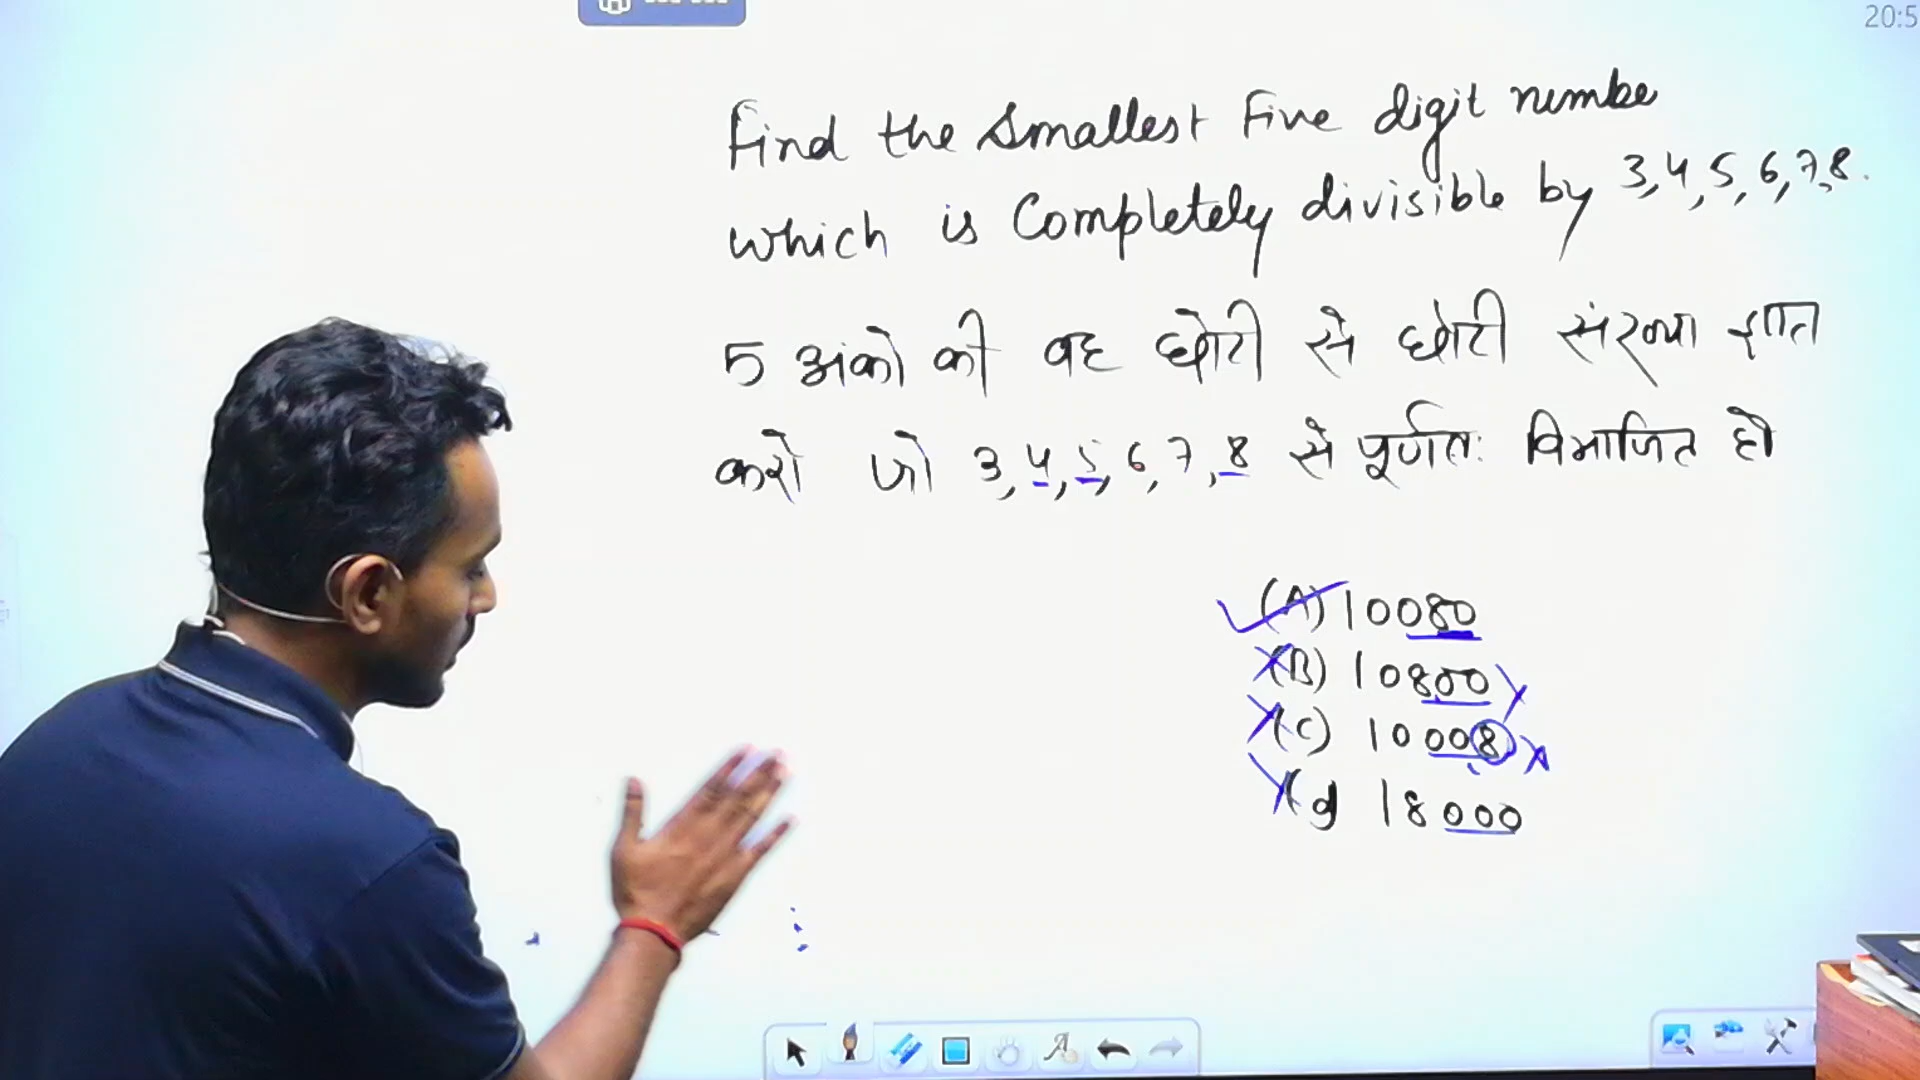 20:5
Find the smallest Five digit numbe
which is Completely divisible by 3,4,5,6,7,8.
5 अंको की वह छोटी से छोटी संख्या ज्ञात
करो जो 3,4,5,6,7,8 से पूर्णतः विभाजित हो
(A) 10080
(B) 10800
(C) 10008
(d 18000